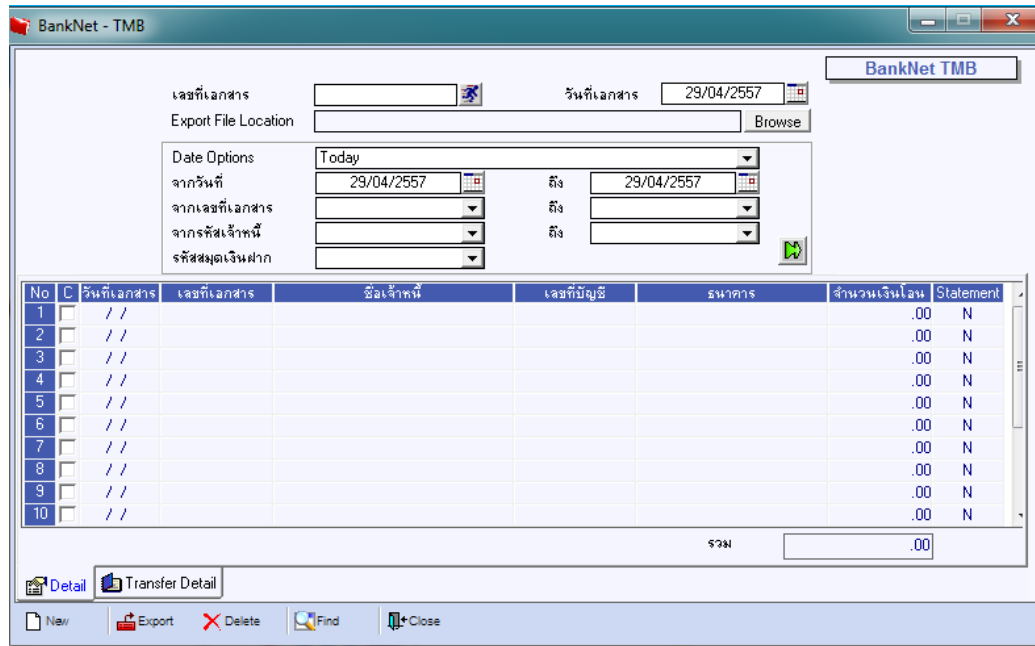 BankNet - TMB
BankNet TMB
เลขที่เอกสาร วันที่เอกสาร 29/04/2557
Export File Location Browse
Date Options Today
จากวันที่ 29/04/2557 ถึง 29/04/2557
จากเลขที่เอกสาร ถึง
จากรหัสเจ้าหนี้ ถึง
รหัสสมุดเงินฝาก
No C วันที่เอกสาร เลขที่เอกสาร ชื่อเจ้าหนี้ เลขที่บัญชี ธนาคาร จำนวนเงินโอน Statement
1 / / .00 N
2 / / .00 N
3 / / .00 N
4 / / .00 N
5 / / .00 N
6 / / .00 N
7 / / .00 N
8 / / .00 N
9 / / .00 N
10 / / .00 N
รวม .00
Detail Transfer Detail
New Export Delete Find Close